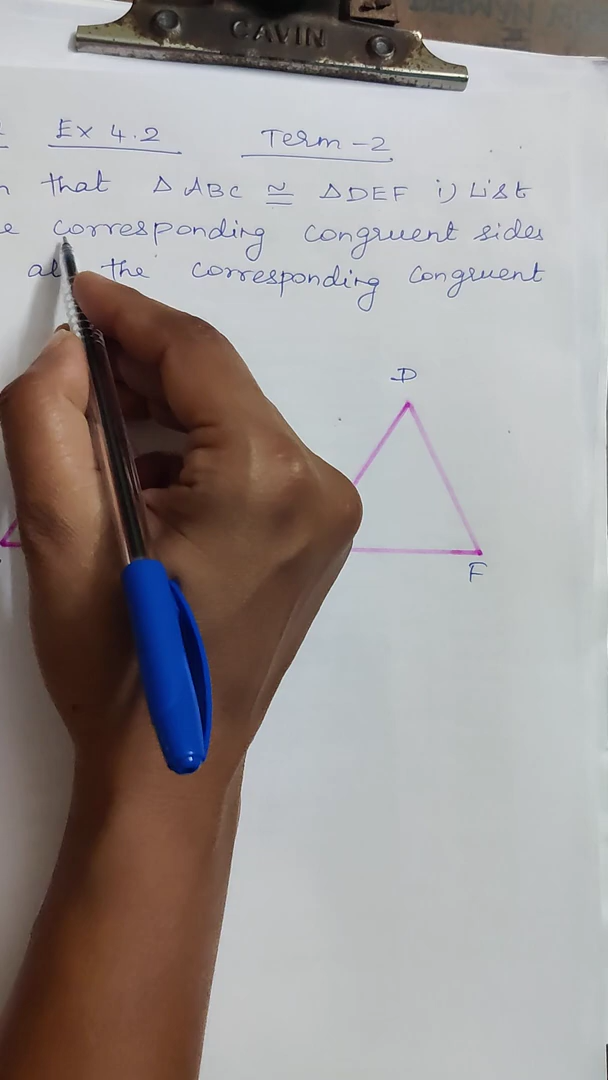 CAVIN
Ex 4.2 Term-2
that △ABC ≅ △DEF i) List
corresponding congruent sides
the corresponding congruent
D
F